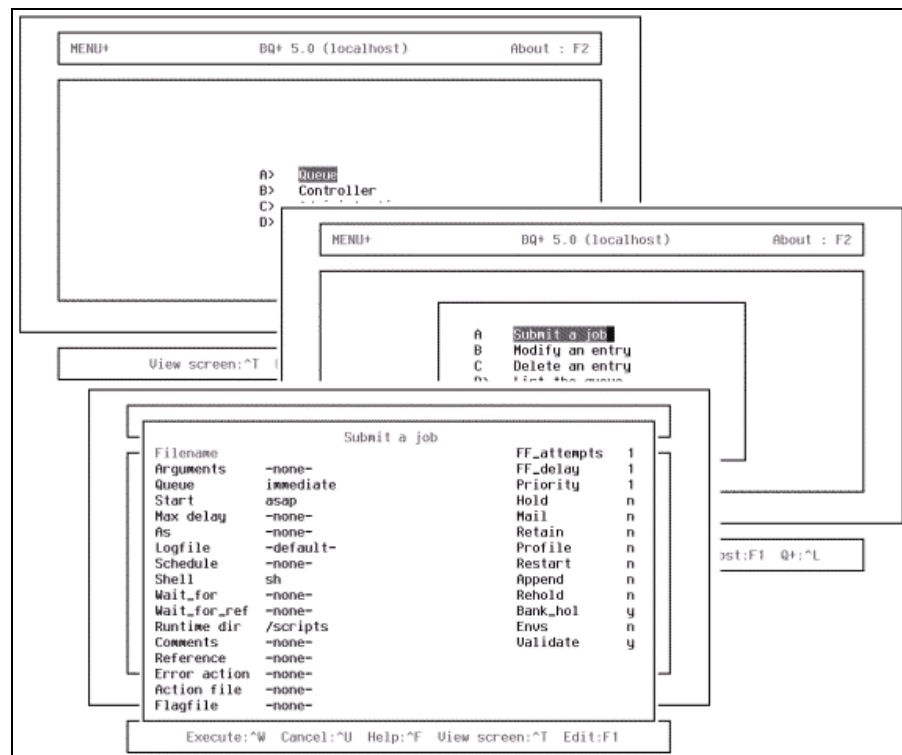 MENU+ BQ+ 5.0 (localhost) About : F2
A> Queue
B> Controller
C>
D>
View screen:^T
MENU+ BQ+ 5.0 (localhost) About : F2
A Submit a job
B Modify an entry
C Delete an entry
D> List the queue
ost:F1 Q+:^L
Submit a job
Filename FF_attempts 1
Arguments -none- FF_delay 1
Queue immediate Priority 1
Start asap Hold n
Max delay -none- Mail n
As -none- Retain n
Logfile -default- Profile n
Schedule -none- Restart n
Shell sh Append n
Wait_for -none- Rehold n
Wait_for_ref -none- Bank_hol y
Runtime dir /scripts Envs n
Comments -none- Validate y
Reference -none-
Error action -none-
Action file -none-
Flagfile -none-
Execute:^W Cancel:^U Help:^F View screen:^T Edit:F1